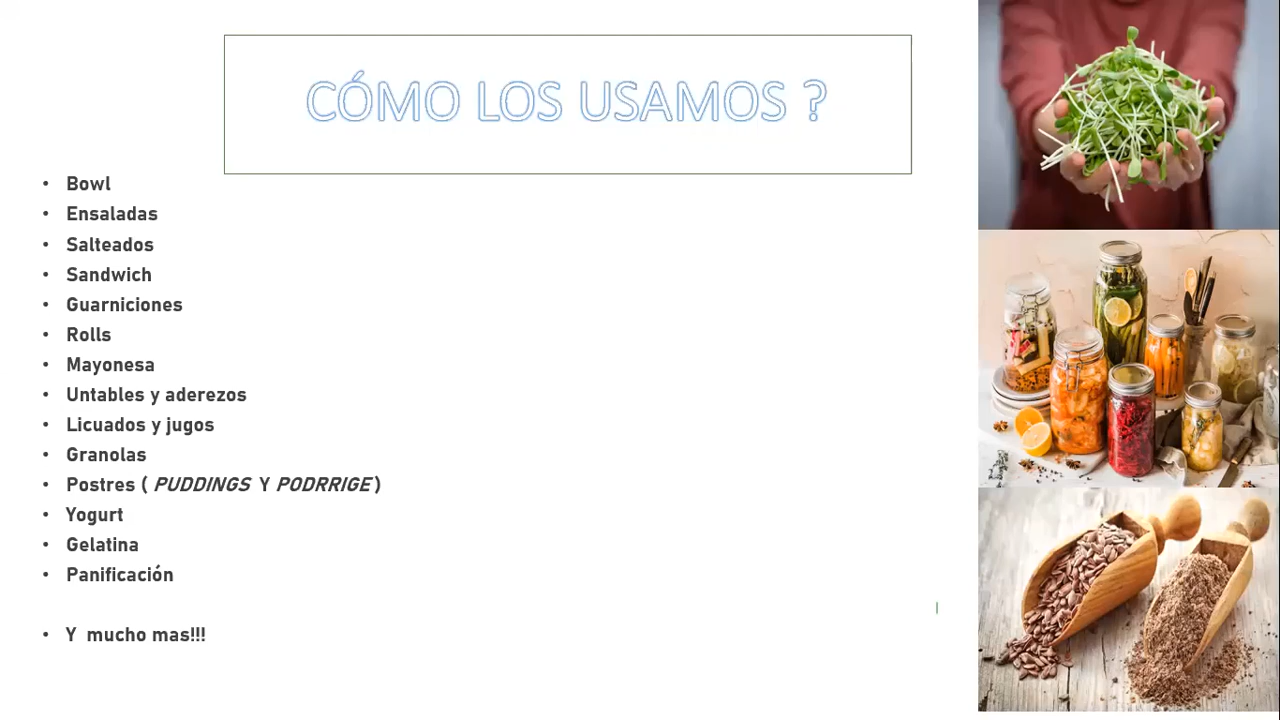 CÓMO LOS USAMOS ?
• Bowl
• Ensaladas
• Salteados
• Sandwich
• Guarniciones
• Rolls
• Mayonesa
• Untables y aderezos
• Licuados y jugos
• Granolas
• Postres ( PUDDINGS Y PODRRIGE )
• Yogurt
• Gelatina
• Panificación
• Y mucho mas!!!